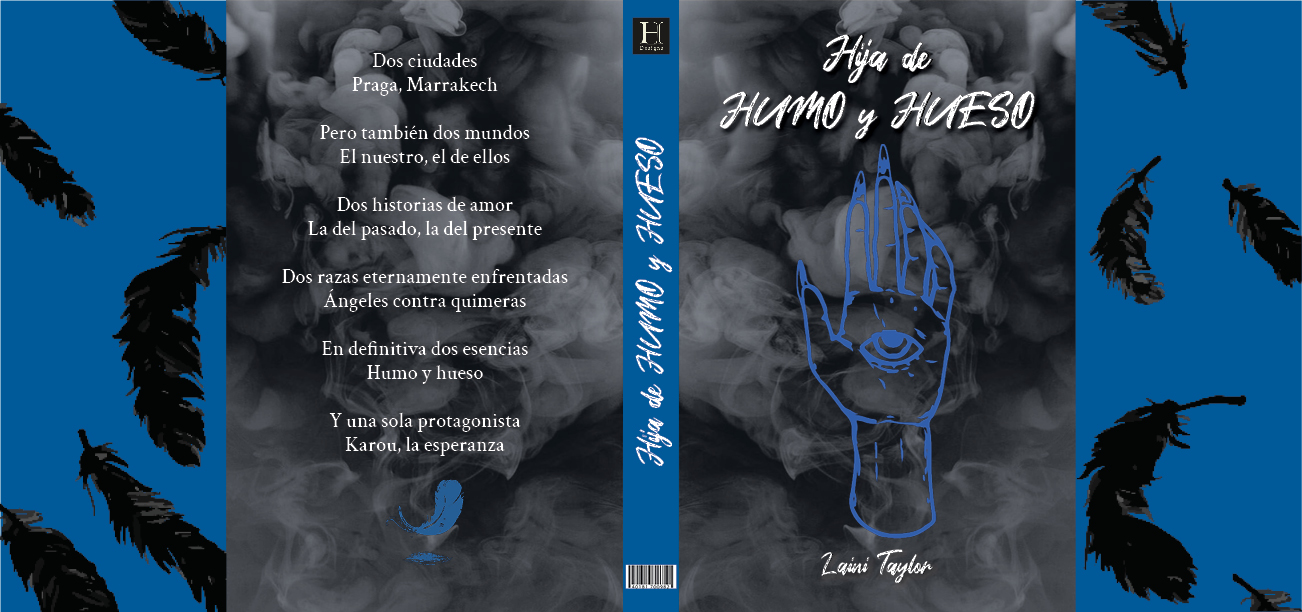 Dos ciudades
Praga, Marrakech
Pero también dos mundos
El nuestro, el de ellos
Dos historias de amor
La del pasado, la del presente
Dos razas eternamente enfrentadas
Ángeles contra quimeras
En definitiva dos esencias
Humo y hueso
Y una sola protagonista
Karou, la esperanza
H
Designs
Hija de HUMO y HUESO
Hija de
HUMO y HUESO
Laini Taylor